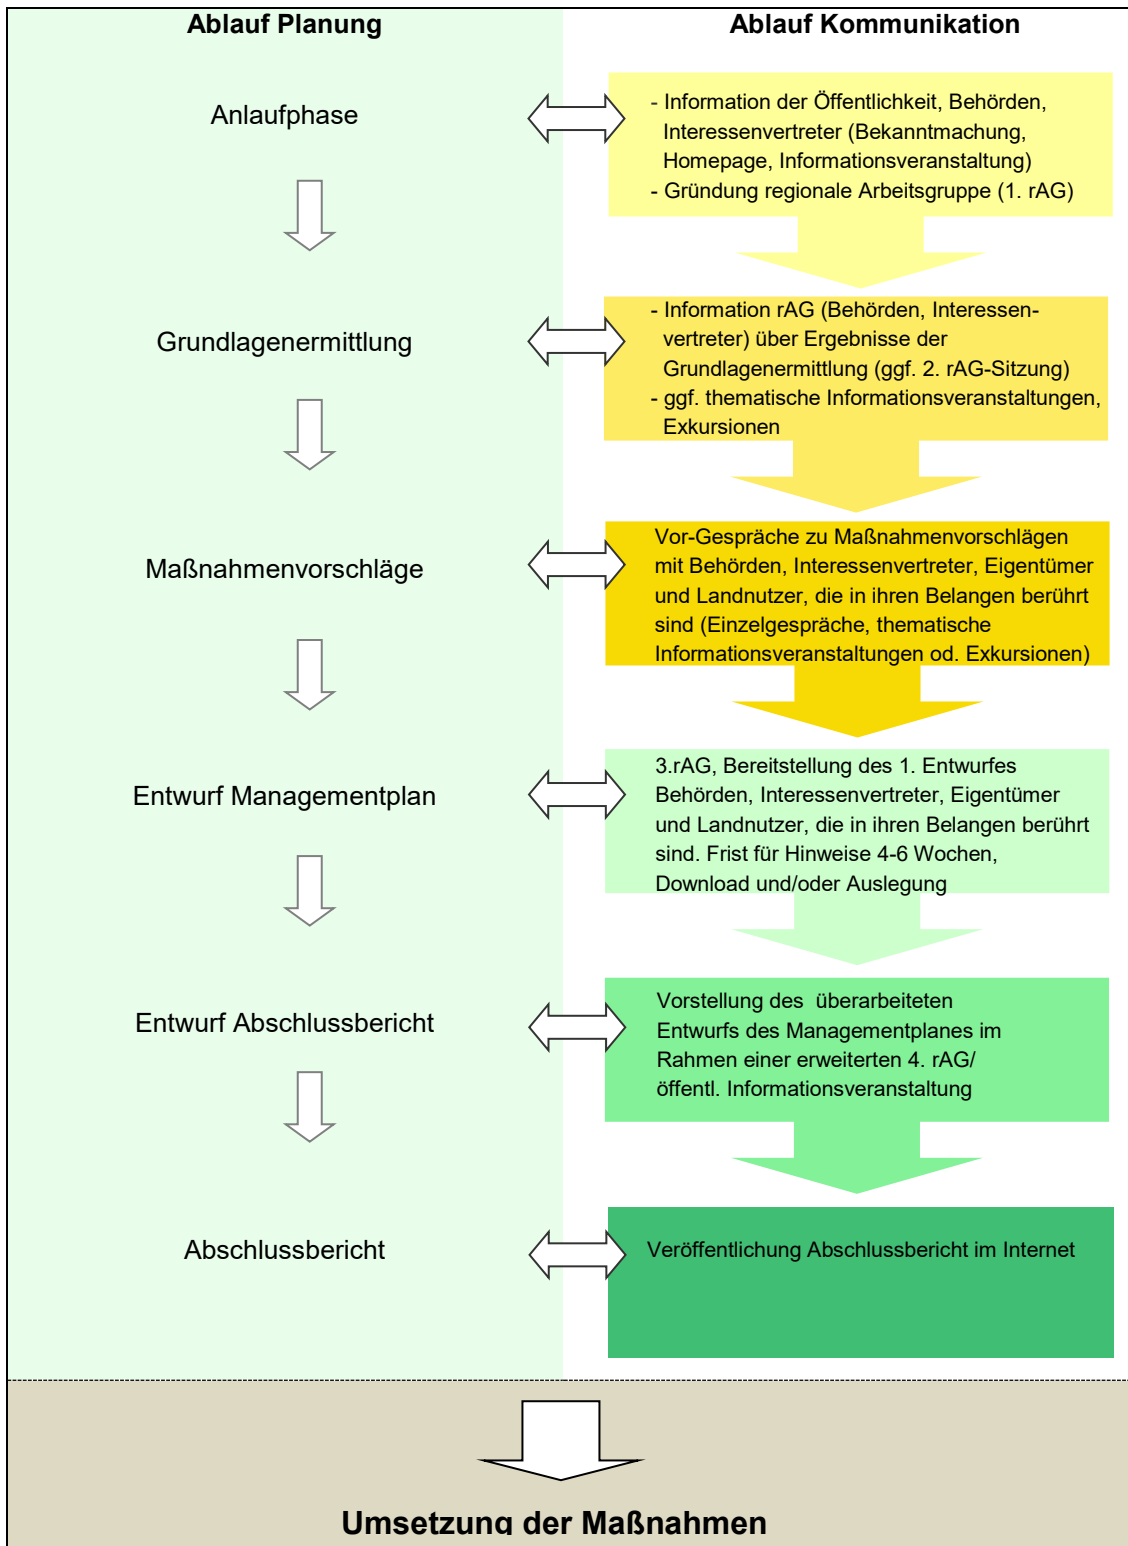 Ablauf Planung
Ablauf Kommunikation
Anlaufphase
- Information der Öffentlichkeit, Behörden,
Interessenvertreter (Bekanntmachung,
Homepage, Informationsveranstaltung)
- Gründung regionale Arbeitsgruppe (1. rAG)
Grundlagenermittlung
- Information rAG (Behörden, Interessen-
vertreter) über Ergebnisse der
Grundlagenermittlung (ggf. 2. rAG-Sitzung)
- ggf. thematische Informationsveranstaltungen,
Exkursionen
Maßnahmenvorschläge
Vor-Gespräche zu Maßnahmenvorschlägen
mit Behörden, Interessenvertreter, Eigentümer
und Landnutzer, die in ihren Belangen berührt
sind (Einzelgespräche, thematische
Informationsveranstaltungen od. Exkursionen)
Entwurf Managementplan
3.rAG, Bereitstellung des 1. Entwurfes
Behörden, Interessenvertreter, Eigentümer
und Landnutzer, die in ihren Belangen berührt
sind. Frist für Hinweise 4-6 Wochen,
Download und/oder Auslegung
Entwurf Abschlussbericht
Vorstellung des überarbeiteten
Entwurfs des Managementplanes im
Rahmen einer erweiterten 4. rAG/
öffentl. Informationsveranstaltung
Abschlussbericht
Veröffentlichung Abschlussbericht im Internet
Umsetzung der Maßnahmen